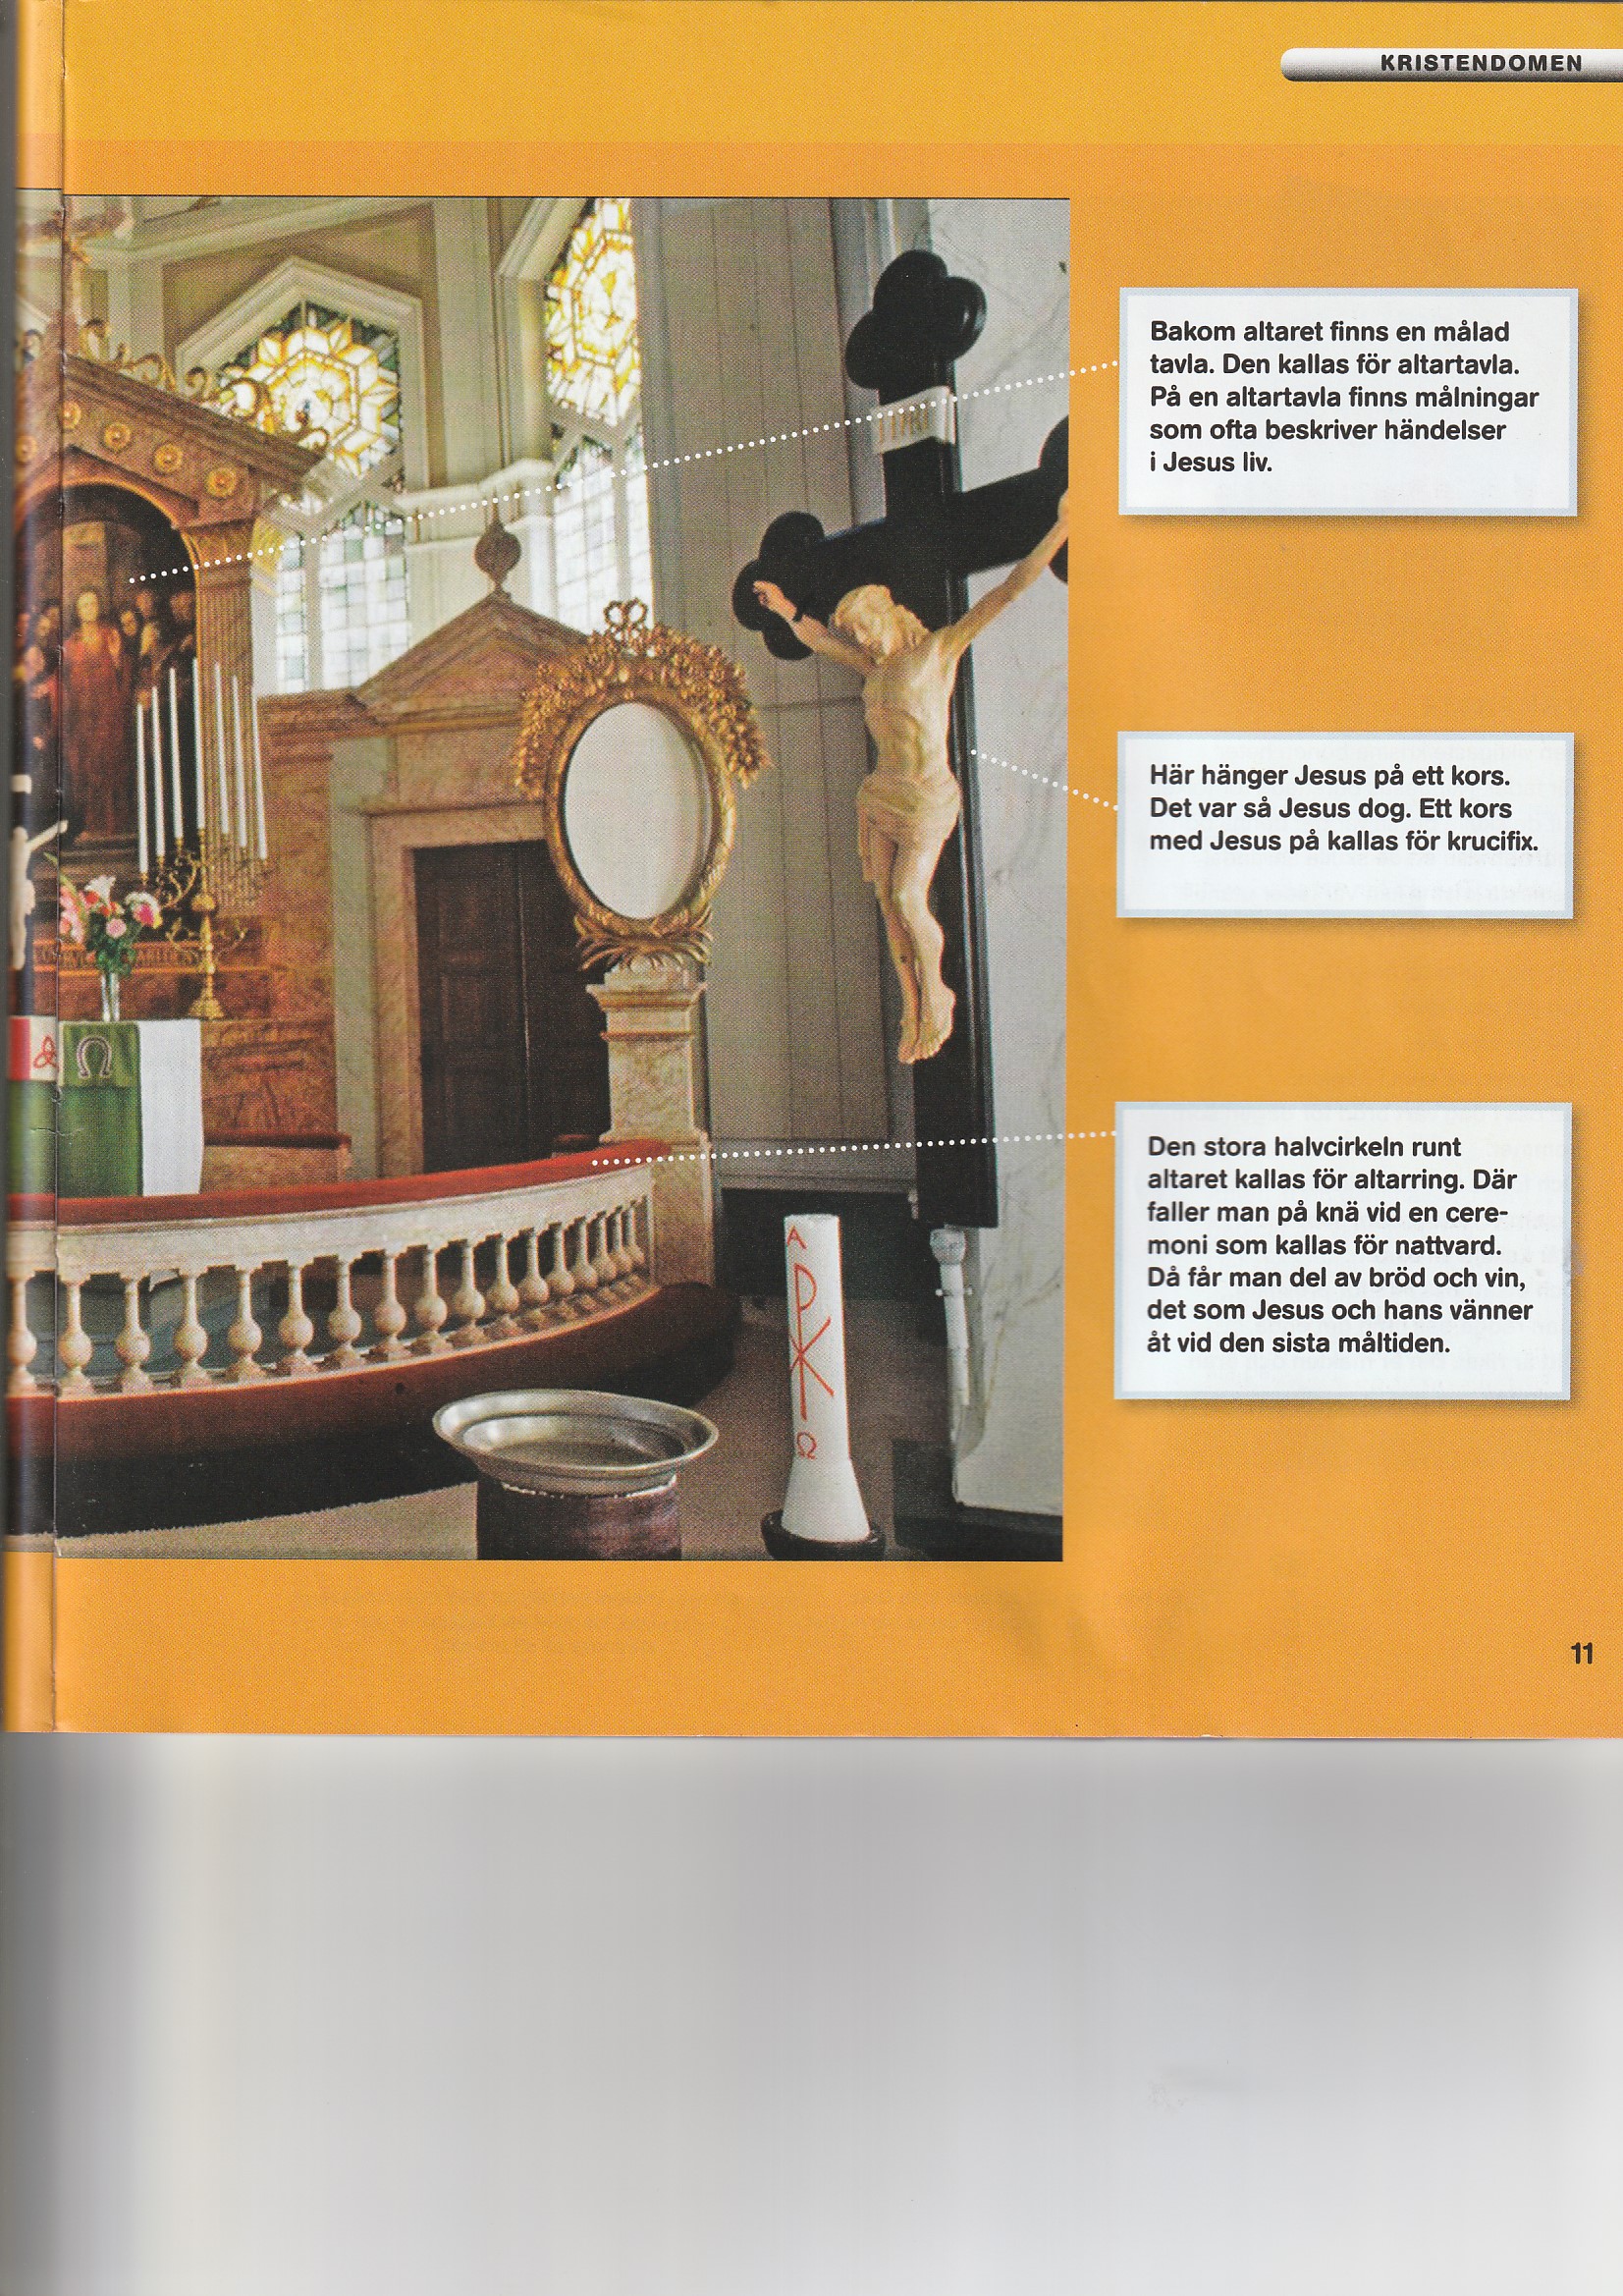 KRISTENDOMEN
Bakom altaret finns en målad
tavla. Den kallas för altartavla.
På en altartavla finns målningar
som ofta beskriver händelser
i Jesus liv.
Här hänger Jesus på ett kors.
Det var så Jesus dog. Ett kors
med Jesus på kallas för krucifix.
Den stora halvcirkeln runt
altaret kallas för altarring. Där
faller man på knä vid en cere-
moni som kallas för nattvard.
Då får man del av bröd och vin,
det som Jesus och hans vänner
åt vid den sista måltiden.
Ω
A
Ω
11